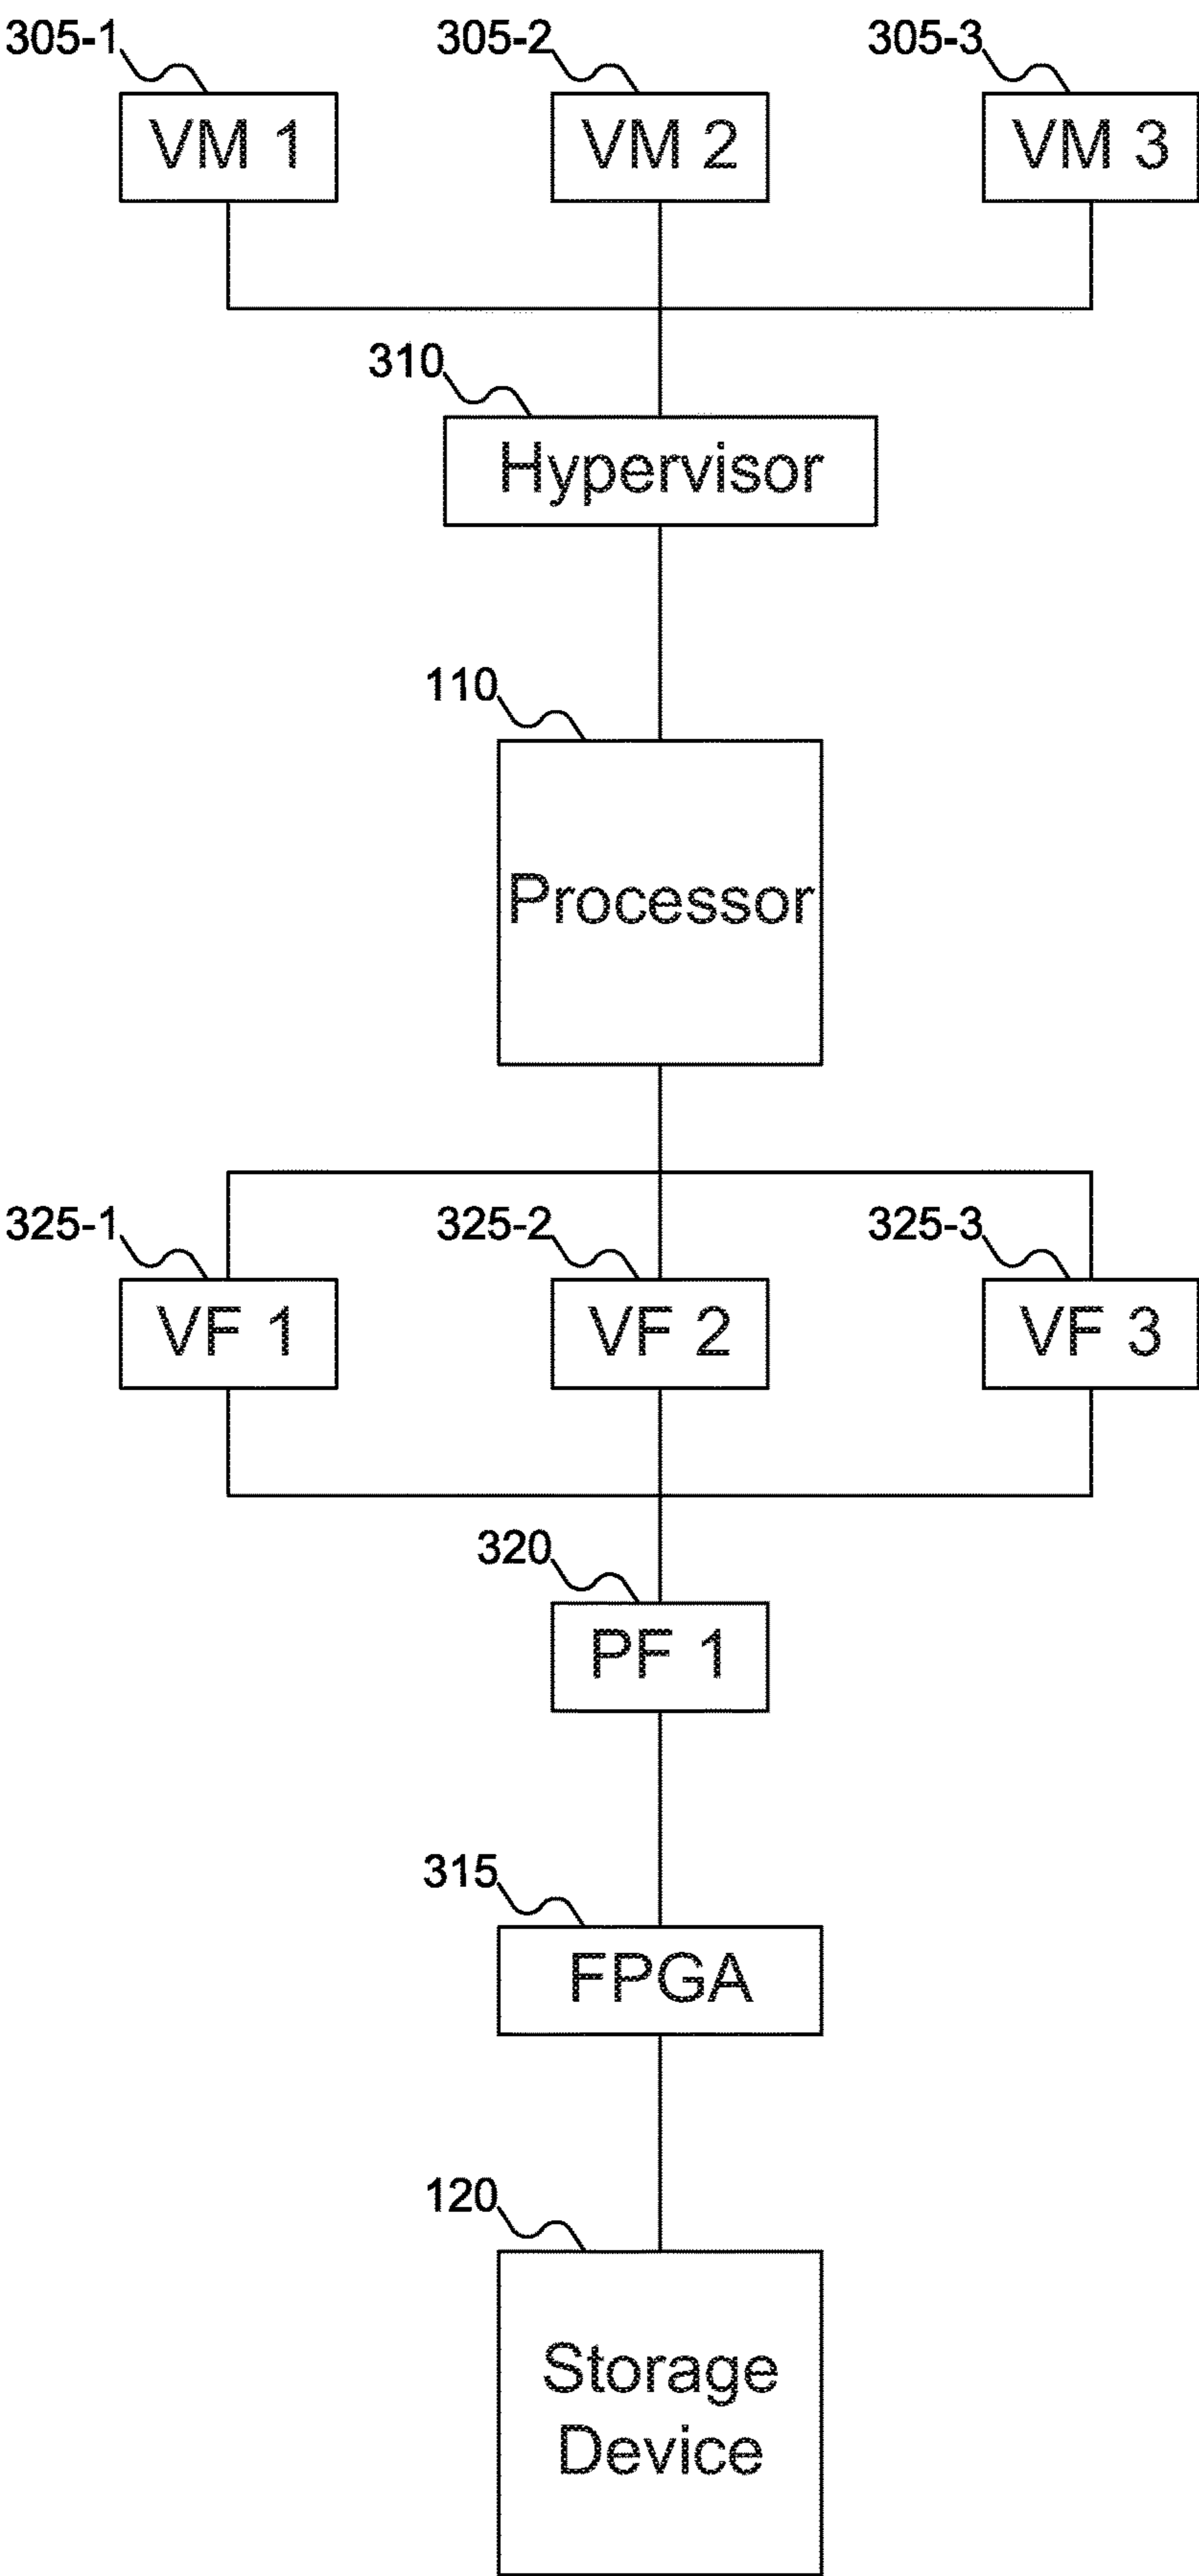 305-1 305-2 305-3
VM 1 VM 2 VM 3
310
Hypervisor
110
Processor
325-1 325-2 325-3
VF 1 VF 2 VF 3
320
PF 1
315
FPGA
120
Storage
Device